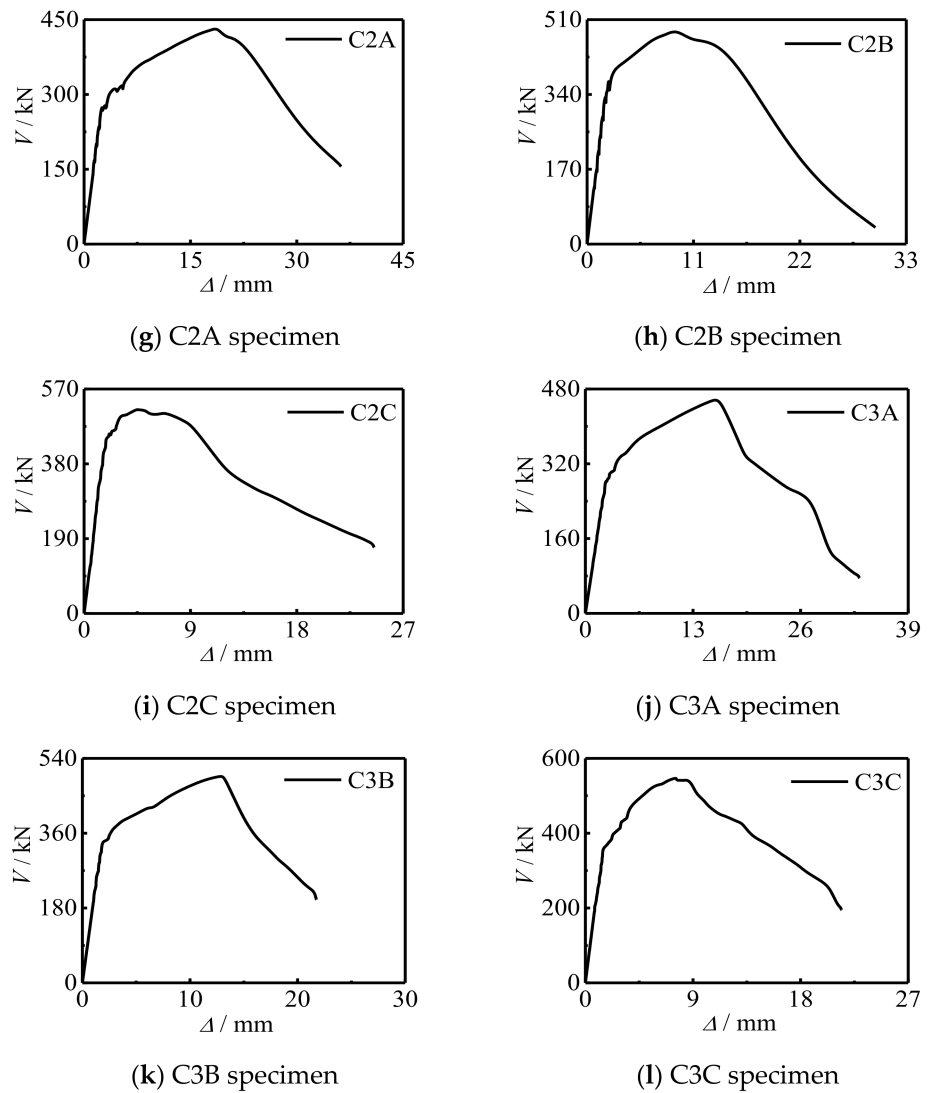 450
300
150
0
V / kN
C2A
0 15 30 45
Δ / mm
(g) C2A specimen
510
340
170
0
V / kN
C2B
0 11 22 33
Δ / mm
(h) C2B specimen
570
380
190
0
V / kN
C2C
0 9 18 27
Δ / mm
(i) C2C specimen
480
320
160
0
V / kN
C3A
0 13 26 39
Δ / mm
(j) C3A specimen
540
360
180
0
V / kN
C3B
0 10 20 30
Δ / mm
(k) C3B specimen
600
400
200
0
V / kN
C3C
0 9 18 27
Δ / mm
(l) C3C specimen